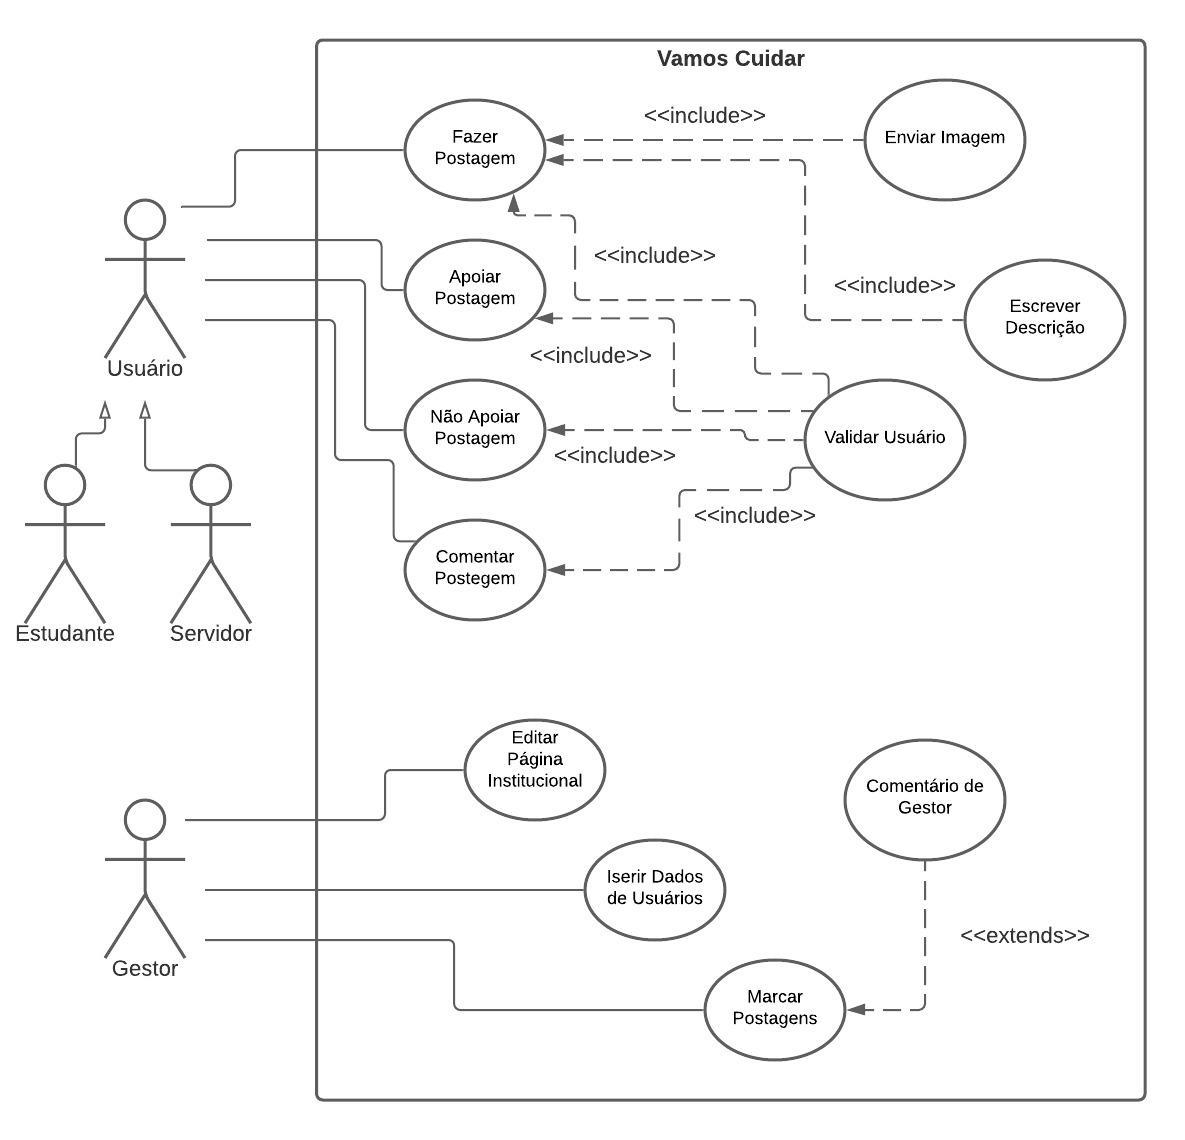 Vamos Cuidar
Fazer
Postagem
<<include>>
Enviar Imagem
<<include>>
Apoiar
Postagem
<<include>>
Escrever
Descrição
<<include>>
Usuário
Não Apoiar
Postagem
<<include>>
Validar Usuário
<<include>>
Comentar
Postegem
Estudante
Servidor
Editar
Página
Institucional
Comentário de
Gestor
Iserir Dados
de Usuários
<<extends>>
Gestor
Marcar
Postagens